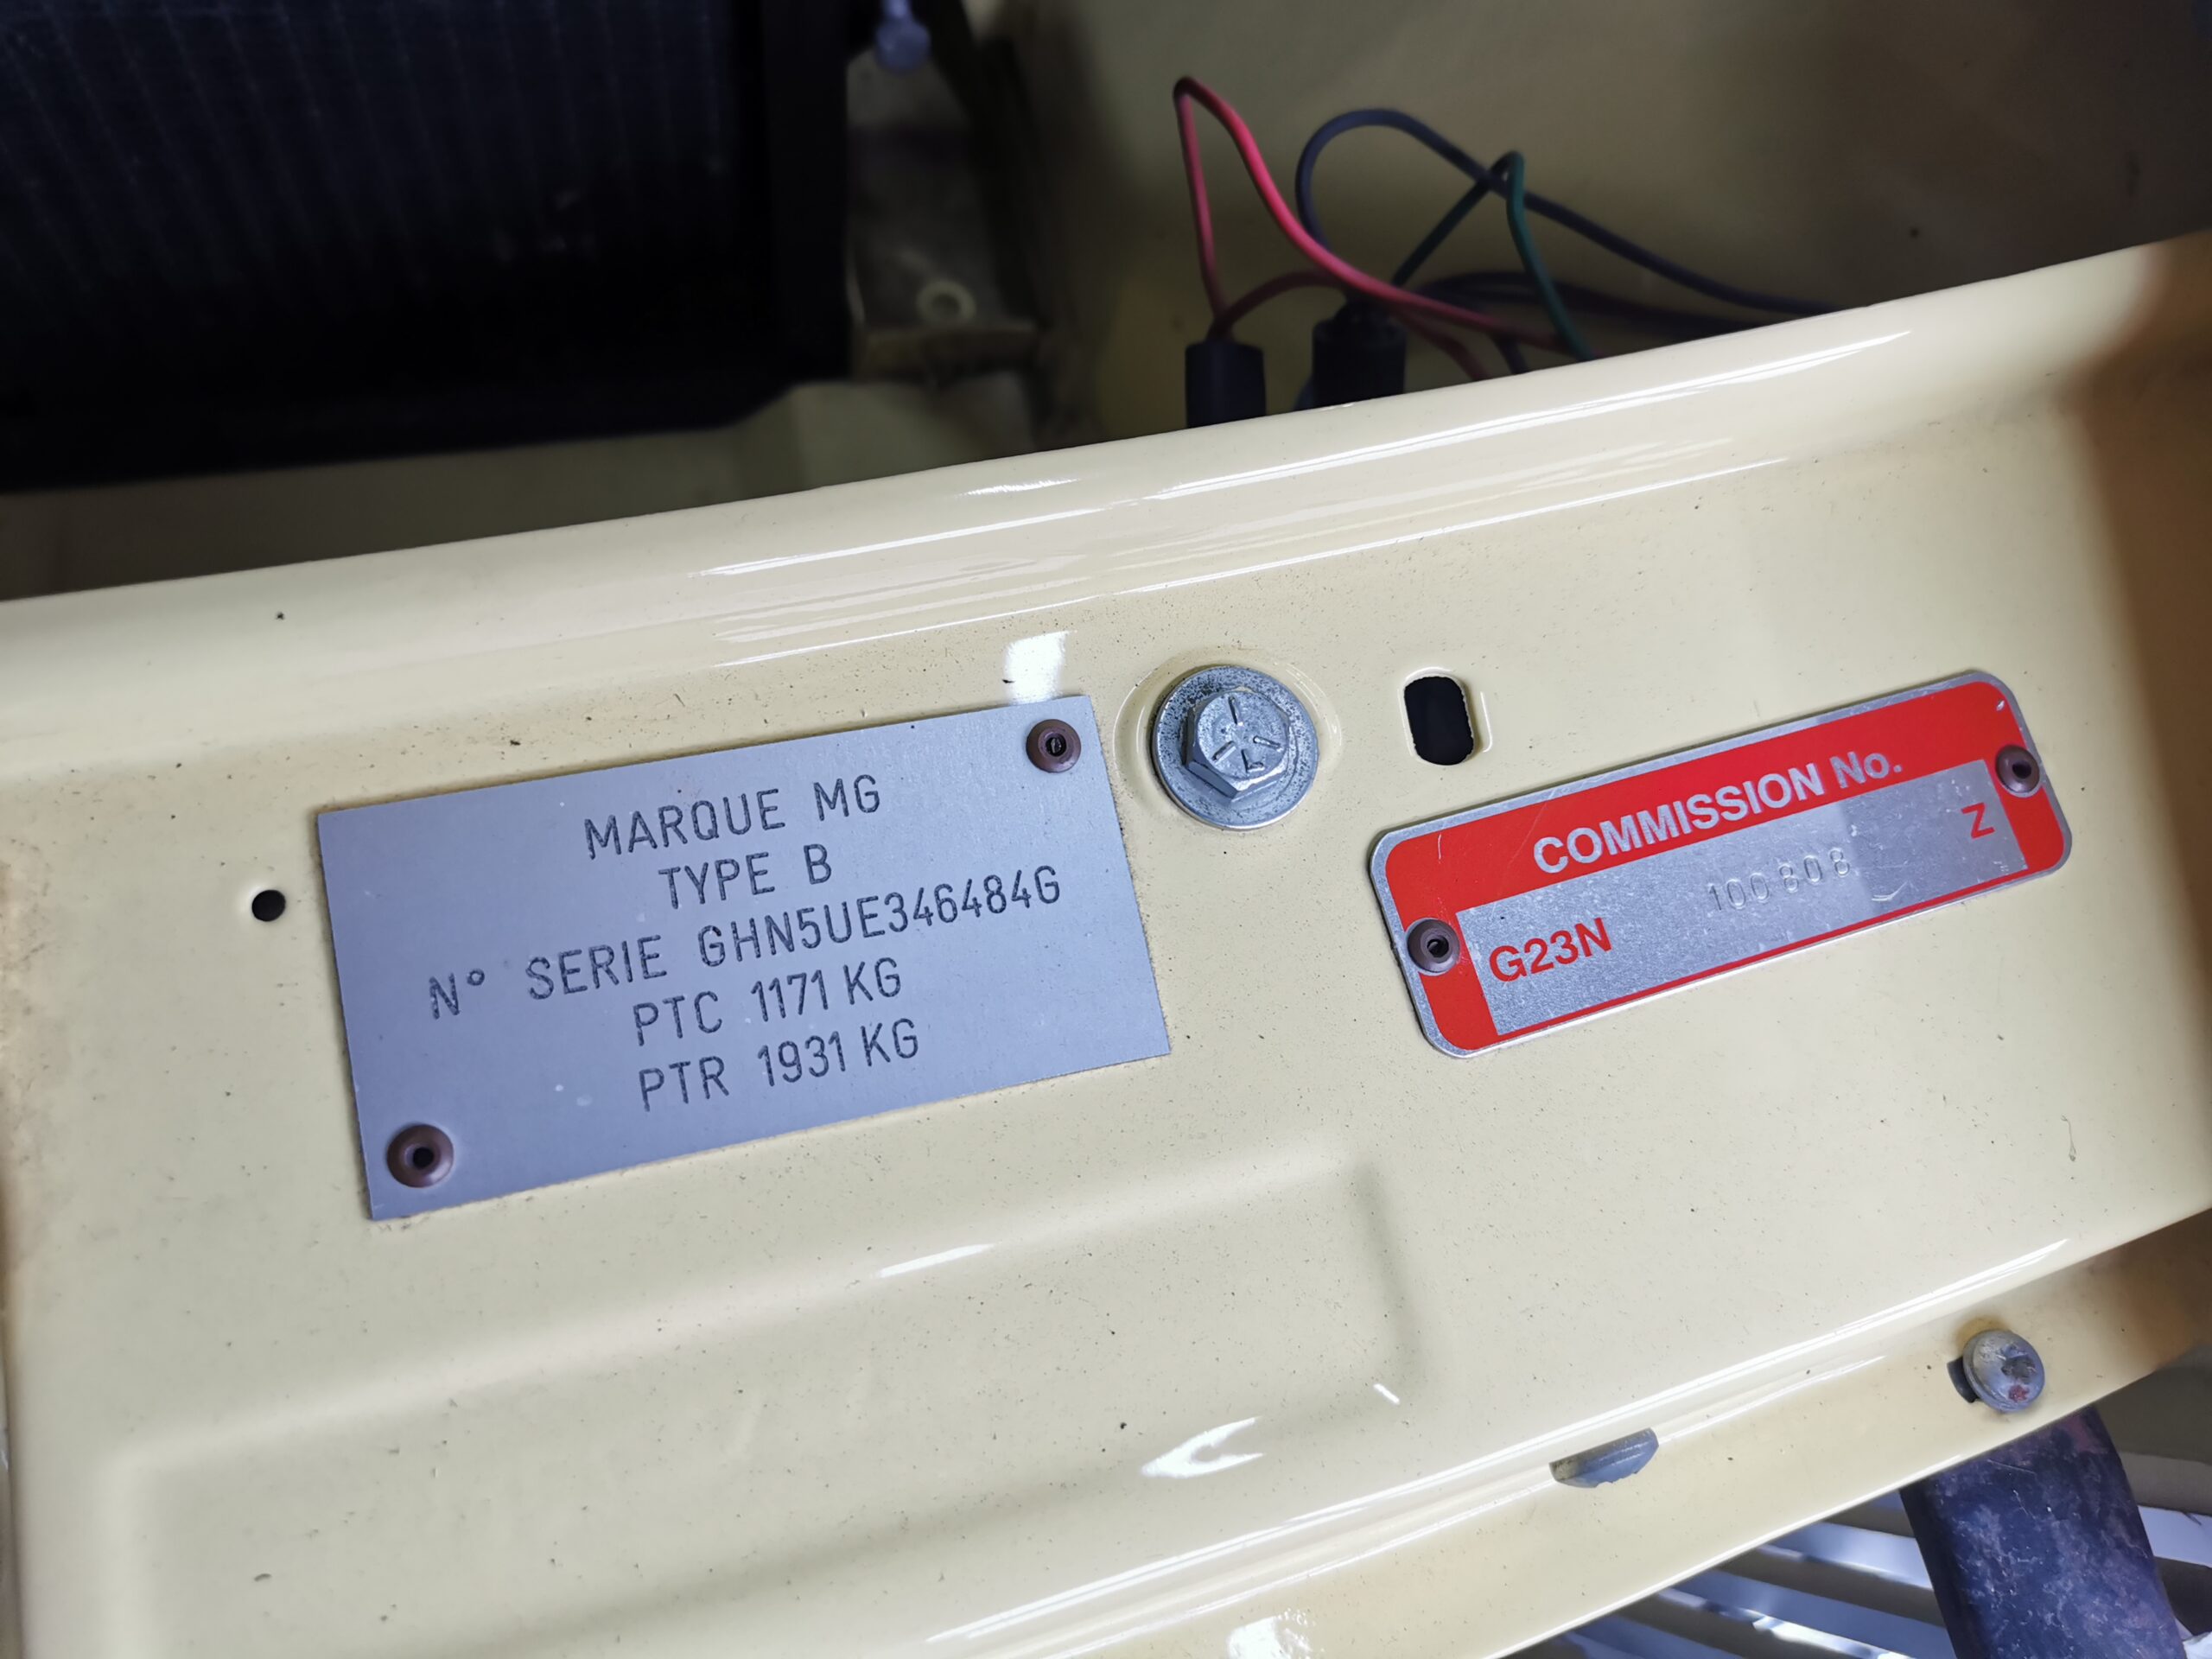 MARQUE MG
TYPE B
N° SERIE GHN5UE346484G
PTC 1171 KG
PTR 1931 KG
COMMISSION No.
G23N 100808 Z